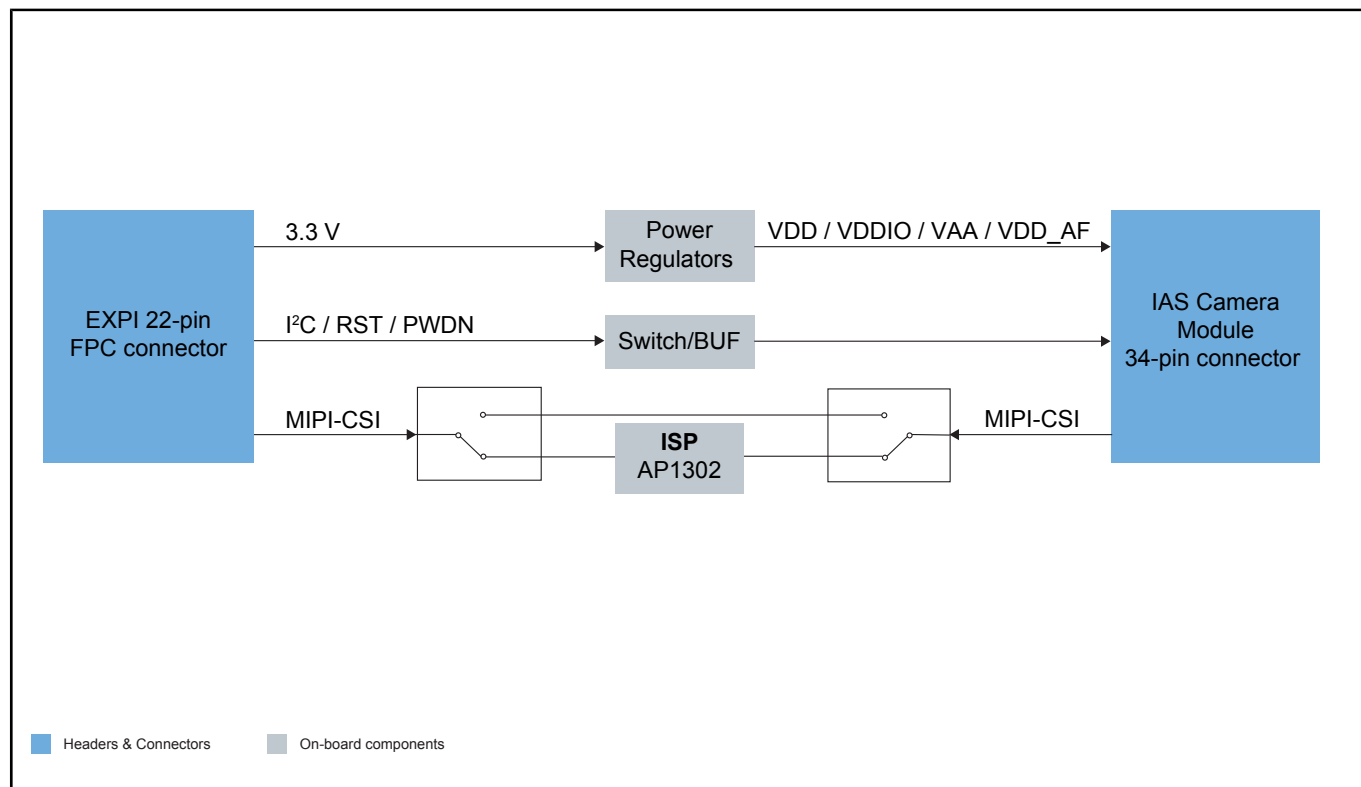 3.3 V
Power
Regulators
VDD / VDDIO / VAA / VDD_AF
EXPI 22-pin
FPC connector
I²C / RST / PWDN
Switch/BUF
IAS Camera
Module
34-pin connector
MIPI-CSI
ISP
AP1302
MIPI-CSI
Headers & Connectors
On-board components